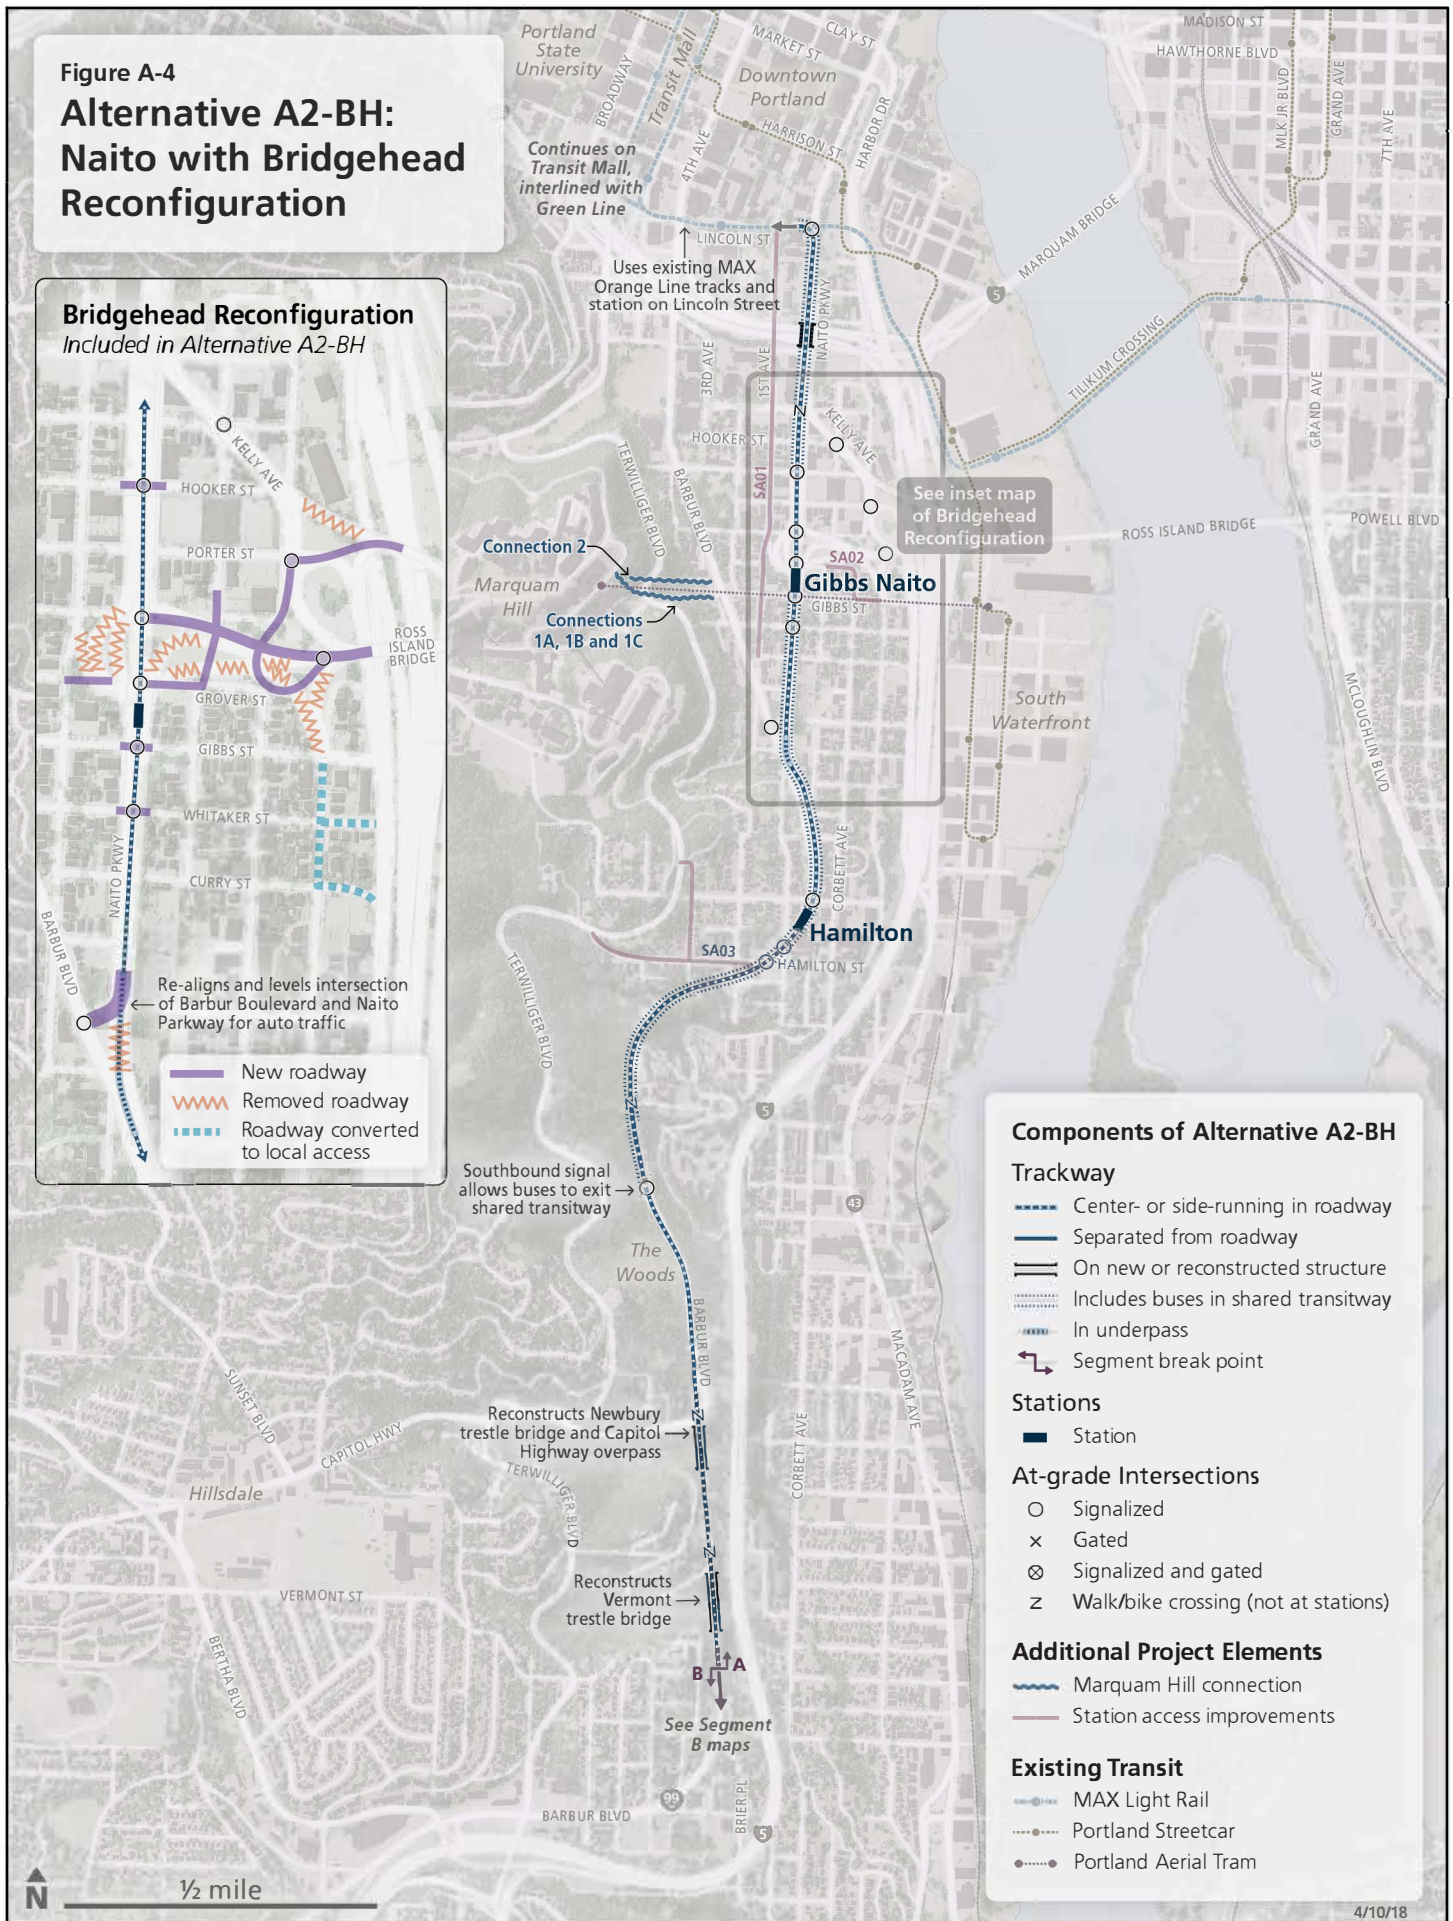 Figure A-4
Alternative A2-BH:
Naito with Bridgehead
Reconfiguration
Portland
State
University
BROADWAY
Transit Mall
MARKET ST
CLAY ST
Downtown
Portland
HARRISON ST
4TH AVE
HARBOR DR
MADISON ST
HAWTHORNE BLVD
MLK JR BLVD
GRAND AVE
7TH AVE
Continues on
Transit Mall,
interlined with
Green Line
LINCOLN ST
Uses existing MAX
Orange Line tracks and
station on Lincoln Street
NAITO PKWY
3RD AVE
1ST AVE
MARQUAM BRIDGE
5
TILIKUM CROSSING
GRAND AVE
HOOKER ST
KELLY AVE
SA01
TERWILLIGER BLVD
BARBUR BLVD
See inset map
of Bridgehead
Reconfiguration
ROSS ISLAND BRIDGE
POWELL BLVD
Connection 2
Marquam
Hill
Connections
1A, 1B and 1C
SA02
Gibbs Naito
GIBBS ST
South
Waterfront
MCLOUGHLIN BLVD
CORBETT AVE
Hamilton
SA03
HAMILTON ST
TERWILLIGER BLVD
5
43
Southbound signal
allows buses to exit
shared transitway
The
Woods
BARBUR BLVD
MACADAM AVE
SUNSET BLVD
CAPITOL HWY
Reconstructs Newbury
trestle bridge and Capitol
Highway overpass
TERWILLIGER BLVD
CORBETT AVE
Hillsdale
VERMONT ST
Reconstructs
Vermont
trestle bridge
BERTHA BLVD
B
A
See Segment
B maps
99
BARBUR BLVD
BRIER PL
5
N
½ mile
Bridgehead Reconfiguration
Included in Alternative A2-BH
KELLY AVE
HOOKER ST
PORTER ST
ROSS
ISLAND
BRIDGE
GROVER ST
GIBBS ST
WHITAKER ST
NAITO PKWY
CURRY ST
BARBUR BLVD
Re-aligns and levels intersection
of Barbur Boulevard and Naito
Parkway for auto traffic
New roadway
Removed roadway
Roadway converted
to local access
Components of Alternative A2-BH
Trackway
Center- or side-running in roadway
Separated from roadway
On new or reconstructed structure
Includes buses in shared transitway
In underpass
Segment break point
Stations
Station
At-grade Intersections
Signalized
Gated
Signalized and gated
Walk/bike crossing (not at stations)
Additional Project Elements
Marquam Hill connection
Station access improvements
Existing Transit
MAX Light Rail
Portland Streetcar
Portland Aerial Tram
4/10/18